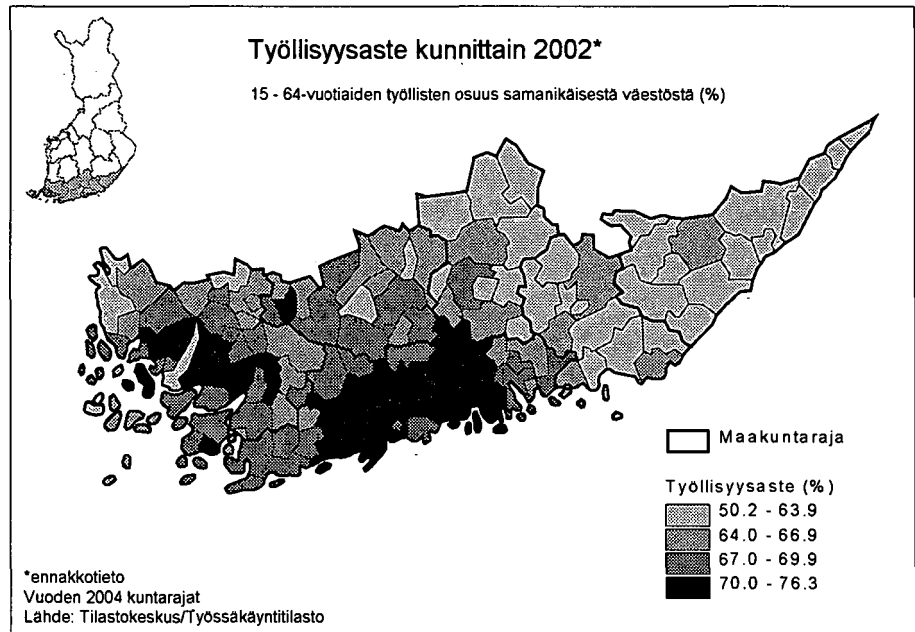 Työllisyysaste kunnittain 2002*
15 - 64-vuotiaiden työllisten osuus samanikäisestä väestöstä (%)
Maakuntaraja
Työllisyysaste (%)
50.2 - 63.9
64.0 - 66.9
67.0 - 69.9
70.0 - 76.3
*ennakkotieto
Vuoden 2004 kuntarajat
Lähde: Tilastokeskus/Työssäkäyntitilasto